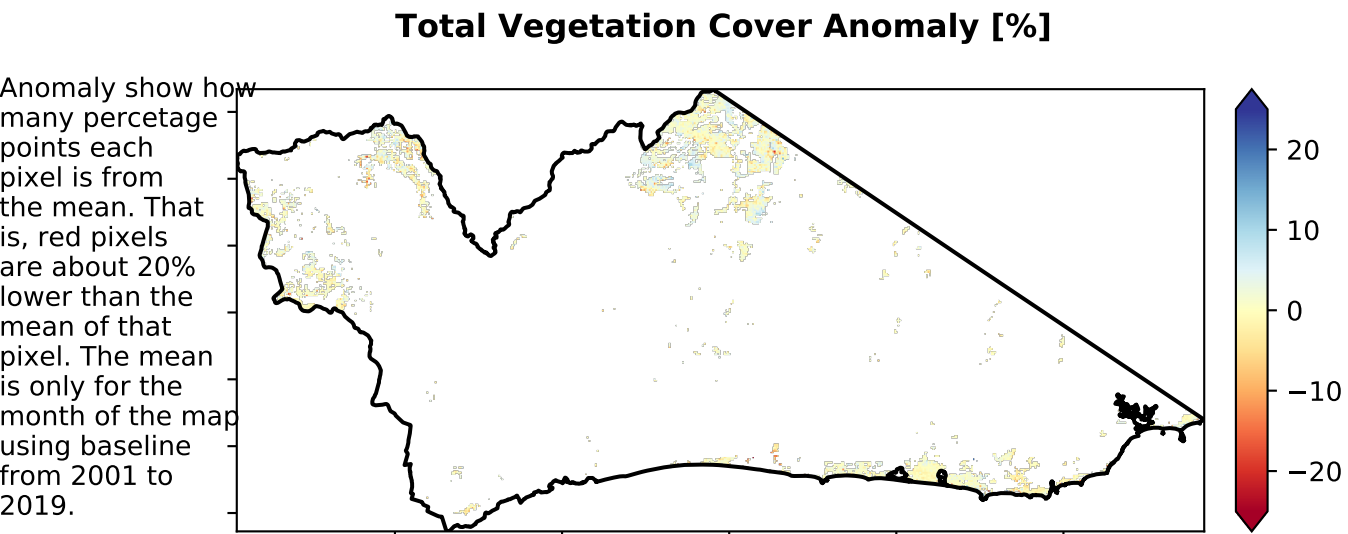 Total Vegetation Cover Anomaly [%]
Anomaly show how
many percetage
points each
pixel is from
the mean. That
is, red pixels
are about 20%
lower than the
mean of that
pixel. The mean
is only for the
month of the map
using baseline
from 2001 to
2019.
20
10
0
−10
−20